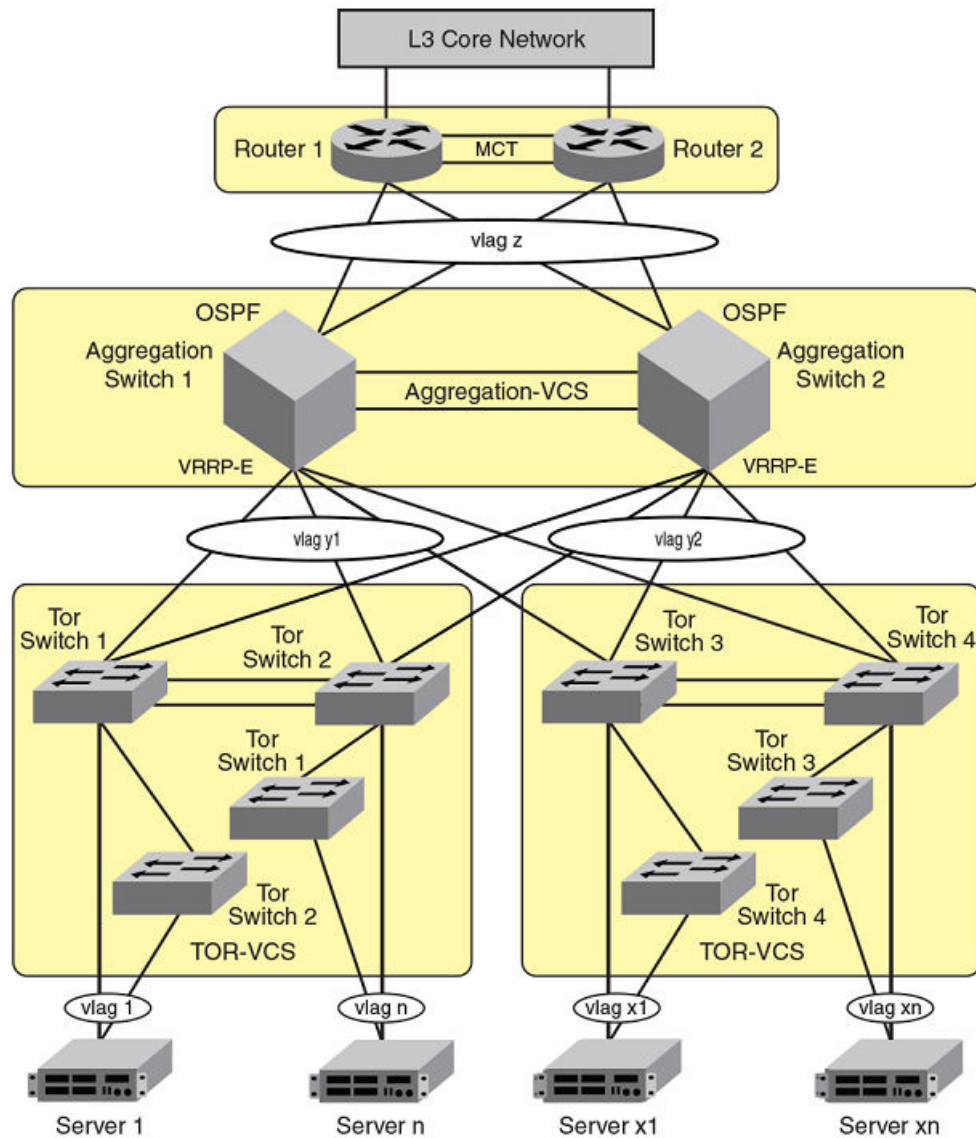 L3 Core Network
Router 1
MCT
Router 2
vlag z
OSPF
OSPF
Aggregation
Switch 1
Aggregation-VCS
Aggregation
Switch 2
VRRP-E
VRRP-E
vlag y1
vlag y2
Tor
Switch 1
Tor
Switch 2
Tor
Switch 3
Tor
Switch 4
Tor
Switch 1
Tor
Switch 3
Tor
Switch 2
Tor
Switch 4
TOR-VCS
TOR-VCS
vlag 1
vlag n
vlag x1
vlag xn
Server 1
Server n
Server x1
Server xn